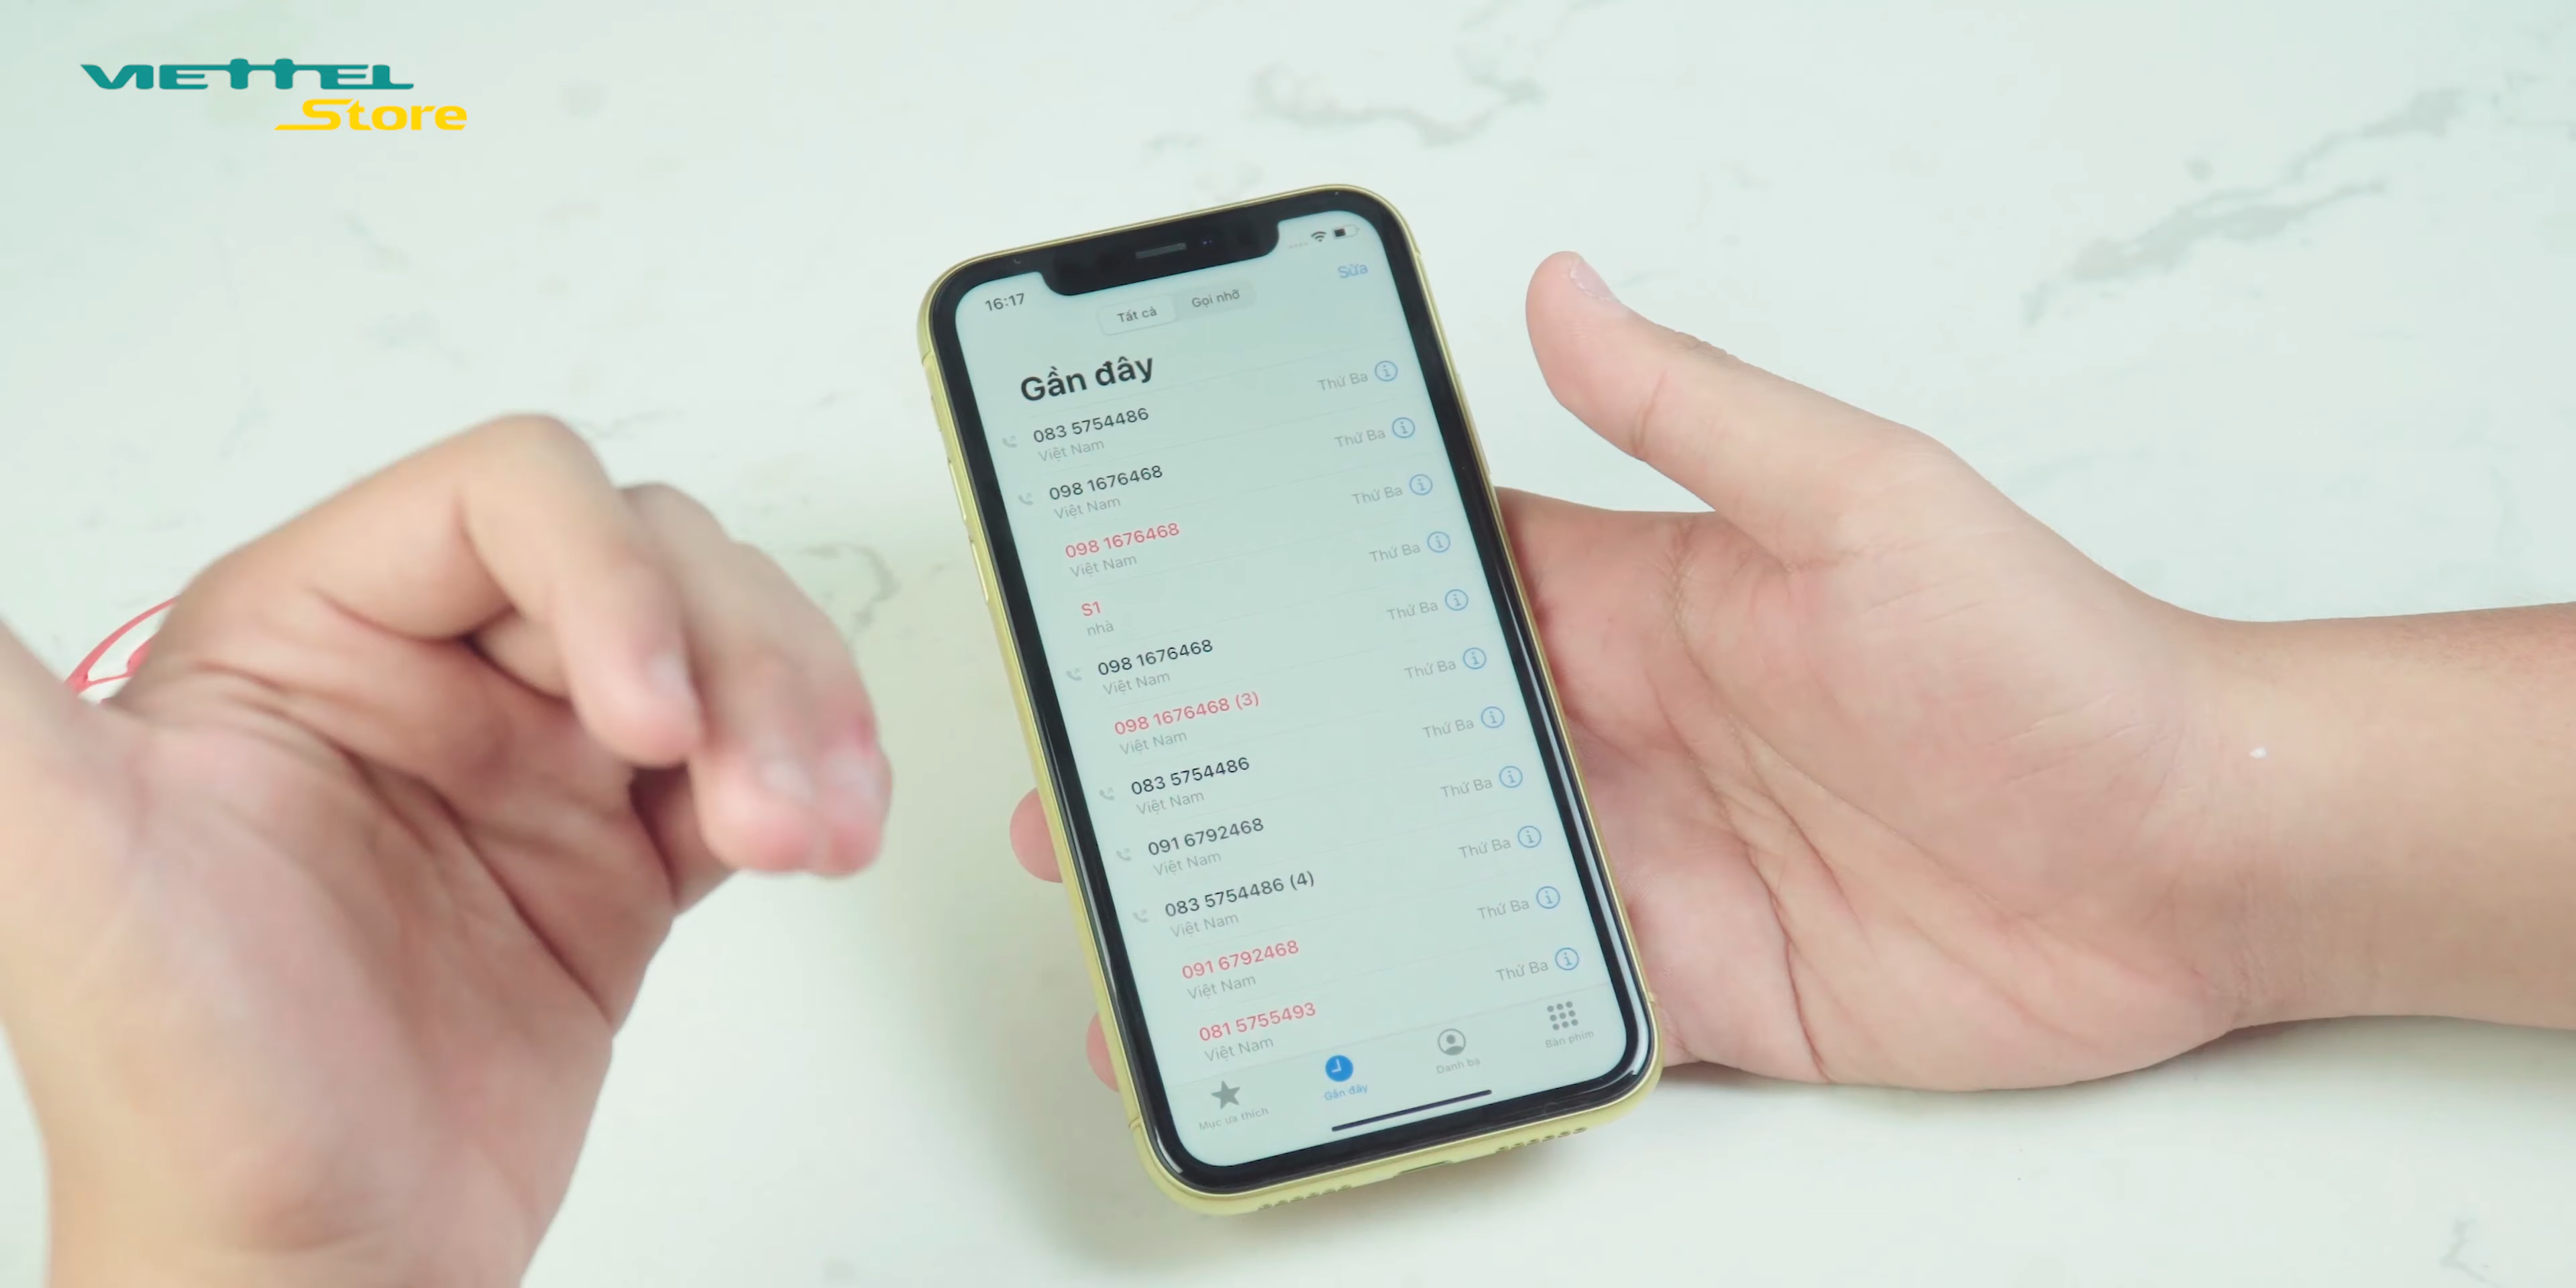 VIETTEL
Store
16:17
Tất cả Gọi nhỡ Sửa
Gần đây
083 5754486 Thứ Ba
Việt Nam
098 1676468 Thứ Ba
Việt Nam
098 1676468 Thứ Ba
Việt Nam
S1 Thứ Ba
nhà
098 1676468 Thứ Ba
Việt Nam
098 1676468 (3) Thứ Ba
Việt Nam
083 5754486 Thứ Ba
Việt Nam
091 6792468 Thứ Ba
Việt Nam
083 5754486 (4) Thứ Ba
Việt Nam
091 6792468 Thứ Ba
Việt Nam
081 5755493 Thứ Ba
Việt Nam
Mục ưa thích Gần đây Danh bạ Bàn phím